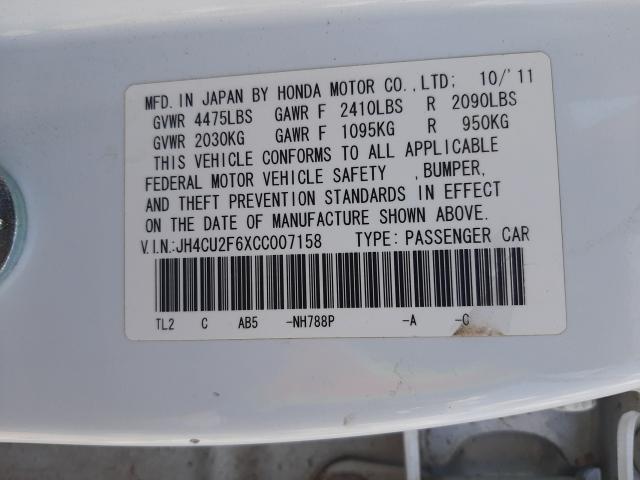 MFD. IN JAPAN BY HONDA MOTOR CO., LTD; 10/'11
GVWR 4475LBS GAWR F 2410LBS R 2090LBS
GVWR 2030KG GAWR F 1095KG R 950KG
THIS VEHICLE CONFORMS TO ALL APPLICABLE
FEDERAL MOTOR VEHICLE SAFETY , BUMPER,
AND THEFT PREVENTION STANDARDS IN EFFECT
ON THE DATE OF MANUFACTURE SHOWN ABOVE.
V.I.N:JH4CU2F6XCC007158 TYPE: PASSENGER CAR
TL2 C AB5 -NH788P -A -C